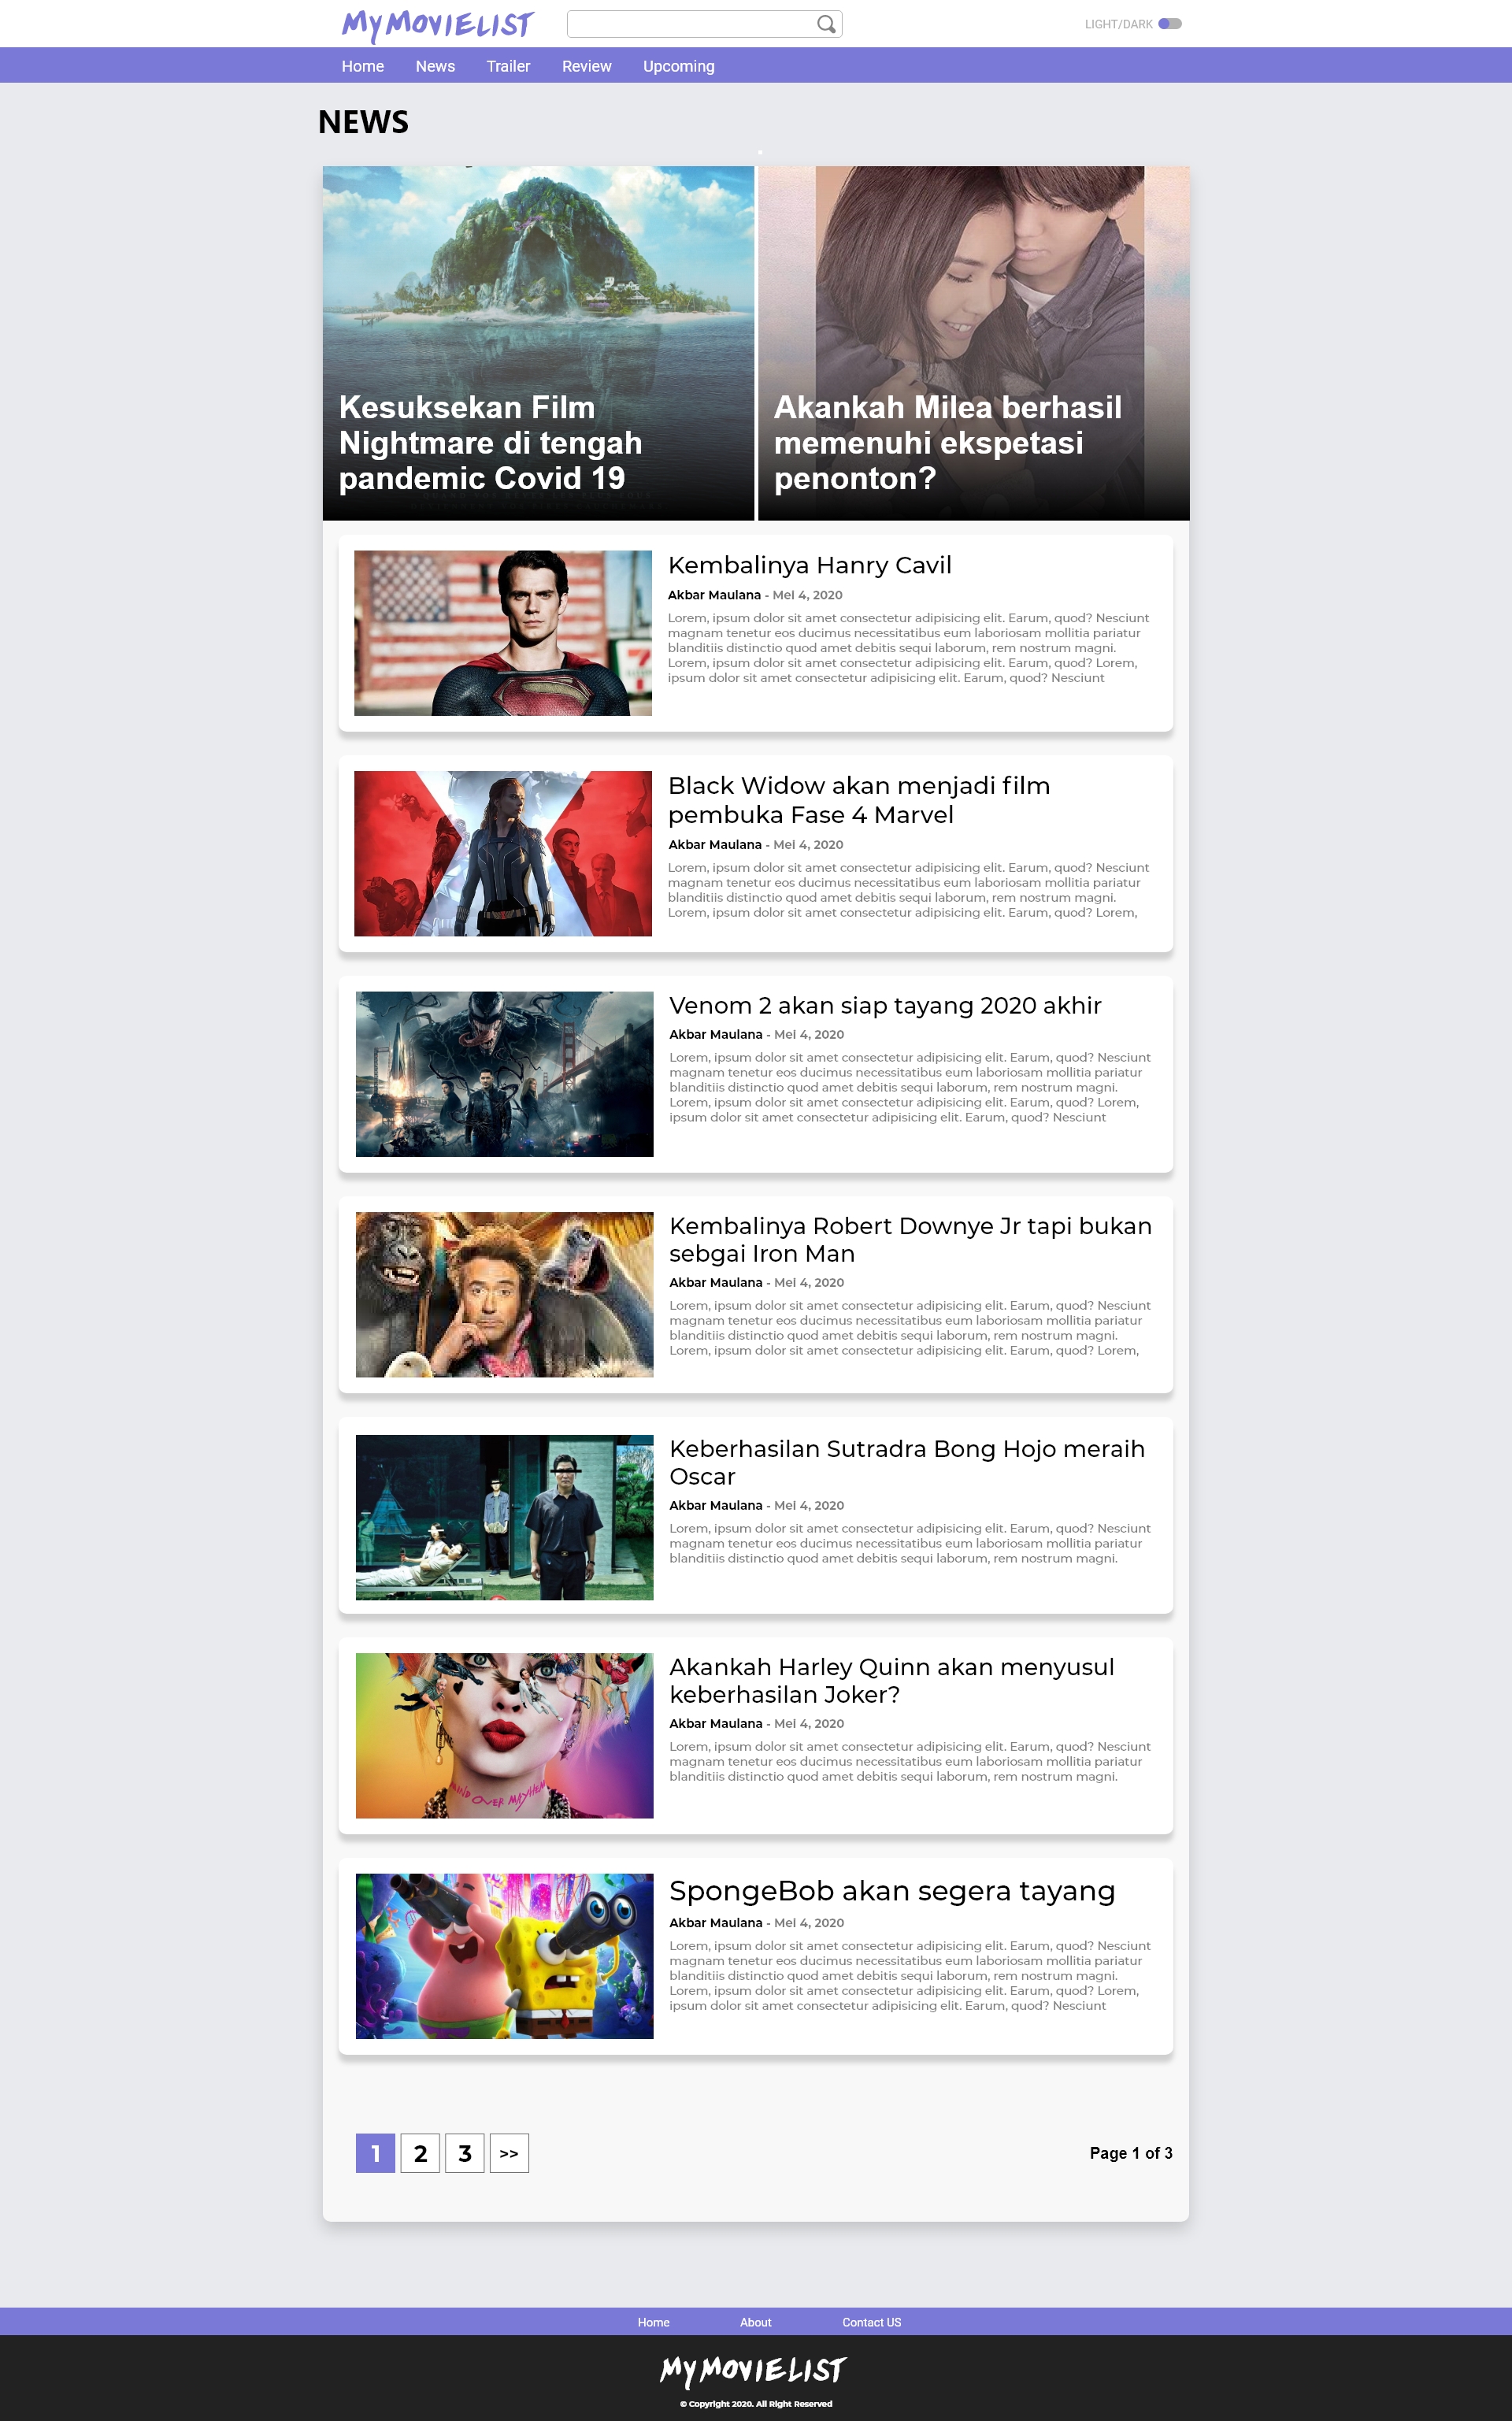 MyMovieList
LIGHT/DARK
Home News Trailer Review Upcoming
NEWS
Kesuksekan Film
Nightmare di tengah
pandemic Covid 19
Akankah Milea berhasil
memenuhi ekspetasi
penonton?
Kembalinya Hanry Cavil
Akbar Maulana - Mei 4, 2020
Lorem, ipsum dolor sit amet consectetur adipisicing elit. Earum, quod? Nesciunt
magnam tenetur eos ducimus necessitatibus eum laboriosam mollitia pariatur
blanditiis distinctio quod amet debitis sequi laborum, rem nostrum magni.
Lorem, ipsum dolor sit amet consectetur adipisicing elit. Earum, quod? Lorem,
ipsum dolor sit amet consectetur adipisicing elit. Earum, quod? Nesciunt
Black Widow akan menjadi film
pembuka Fase 4 Marvel
Akbar Maulana - Mei 4, 2020
Lorem, ipsum dolor sit amet consectetur adipisicing elit. Earum, quod? Nesciunt
magnam tenetur eos ducimus necessitatibus eum laboriosam mollitia pariatur
blanditiis distinctio quod amet debitis sequi laborum, rem nostrum magni.
Lorem, ipsum dolor sit amet consectetur adipisicing elit. Earum, quod? Lorem,
Venom 2 akan siap tayang 2020 akhir
Akbar Maulana - Mei 4, 2020
Lorem, ipsum dolor sit amet consectetur adipisicing elit. Earum, quod? Nesciunt
magnam tenetur eos ducimus necessitatibus eum laboriosam mollitia pariatur
blanditiis distinctio quod amet debitis sequi laborum, rem nostrum magni.
Lorem, ipsum dolor sit amet consectetur adipisicing elit. Earum, quod? Lorem,
ipsum dolor sit amet consectetur adipisicing elit. Earum, quod? Nesciunt
Kembalinya Robert Downye Jr tapi bukan
sebgai Iron Man
Akbar Maulana - Mei 4, 2020
Lorem, ipsum dolor sit amet consectetur adipisicing elit. Earum, quod? Nesciunt
magnam tenetur eos ducimus necessitatibus eum laboriosam mollitia pariatur
blanditiis distinctio quod amet debitis sequi laborum, rem nostrum magni.
Lorem, ipsum dolor sit amet consectetur adipisicing elit. Earum, quod? Lorem,
Keberhasilan Sutradra Bong Hojo meraih
Oscar
Akbar Maulana - Mei 4, 2020
Lorem, ipsum dolor sit amet consectetur adipisicing elit. Earum, quod? Nesciunt
magnam tenetur eos ducimus necessitatibus eum laboriosam mollitia pariatur
blanditiis distinctio quod amet debitis sequi laborum, rem nostrum magni.
MIND OVER MAYHEM
Akankah Harley Quinn akan menyusul
keberhasilan Joker?
Akbar Maulana - Mei 4, 2020
Lorem, ipsum dolor sit amet consectetur adipisicing elit. Earum, quod? Nesciunt
magnam tenetur eos ducimus necessitatibus eum laboriosam mollitia pariatur
blanditiis distinctio quod amet debitis sequi laborum, rem nostrum magni.
SpongeBob akan segera tayang
Akbar Maulana - Mei 4, 2020
Lorem, ipsum dolor sit amet consectetur adipisicing elit. Earum, quod? Nesciunt
magnam tenetur eos ducimus necessitatibus eum laboriosam mollitia pariatur
blanditiis distinctio quod amet debitis sequi laborum, rem nostrum magni.
Lorem, ipsum dolor sit amet consectetur adipisicing elit. Earum, quod? Lorem,
ipsum dolor sit amet consectetur adipisicing elit. Earum, quod? Nesciunt
1 2 3 >> Page 1 of 3
Home About Contact US
MyMovieList
© Copyright 2020. All Right Reserved